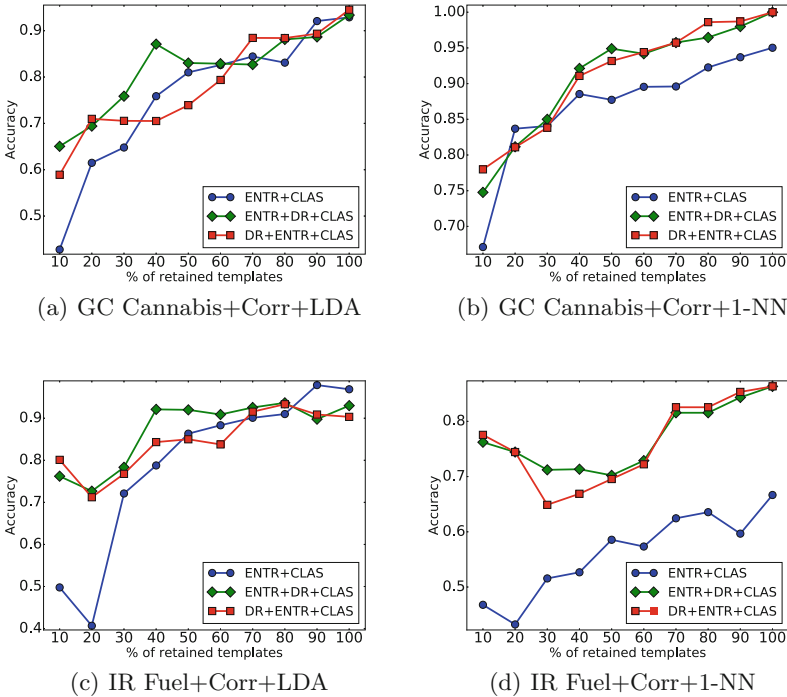 0.9
0.8
0.7
0.6
0.5
Accuracy
ENTR+CLAS
ENTR+DR+CLAS
DR+ENTR+CLAS
10 20 30 40 50 60 70 80 90 100
% of retained templates
(a) GC Cannabis+Corr+LDA
1.00
0.95
0.90
0.85
0.80
0.75
0.70
Accuracy
ENTR+CLAS
ENTR+DR+CLAS
DR+ENTR+CLAS
10 20 30 40 50 60 70 80 90 100
% of retained templates
(b) GC Cannabis+Corr+1-NN
0.9
0.8
0.7
0.6
0.5
0.4
Accuracy
ENTR+CLAS
ENTR+DR+CLAS
DR+ENTR+CLAS
10 20 30 40 50 60 70 80 90 100
% of retained templates
(c) IR Fuel+Corr+LDA
0.8
0.7
0.6
0.5
Accuracy
ENTR+CLAS
ENTR+DR+CLAS
DR+ENTR+CLAS
10 20 30 40 50 60 70 80 90 100
% of retained templates
(d) IR Fuel+Corr+1-NN